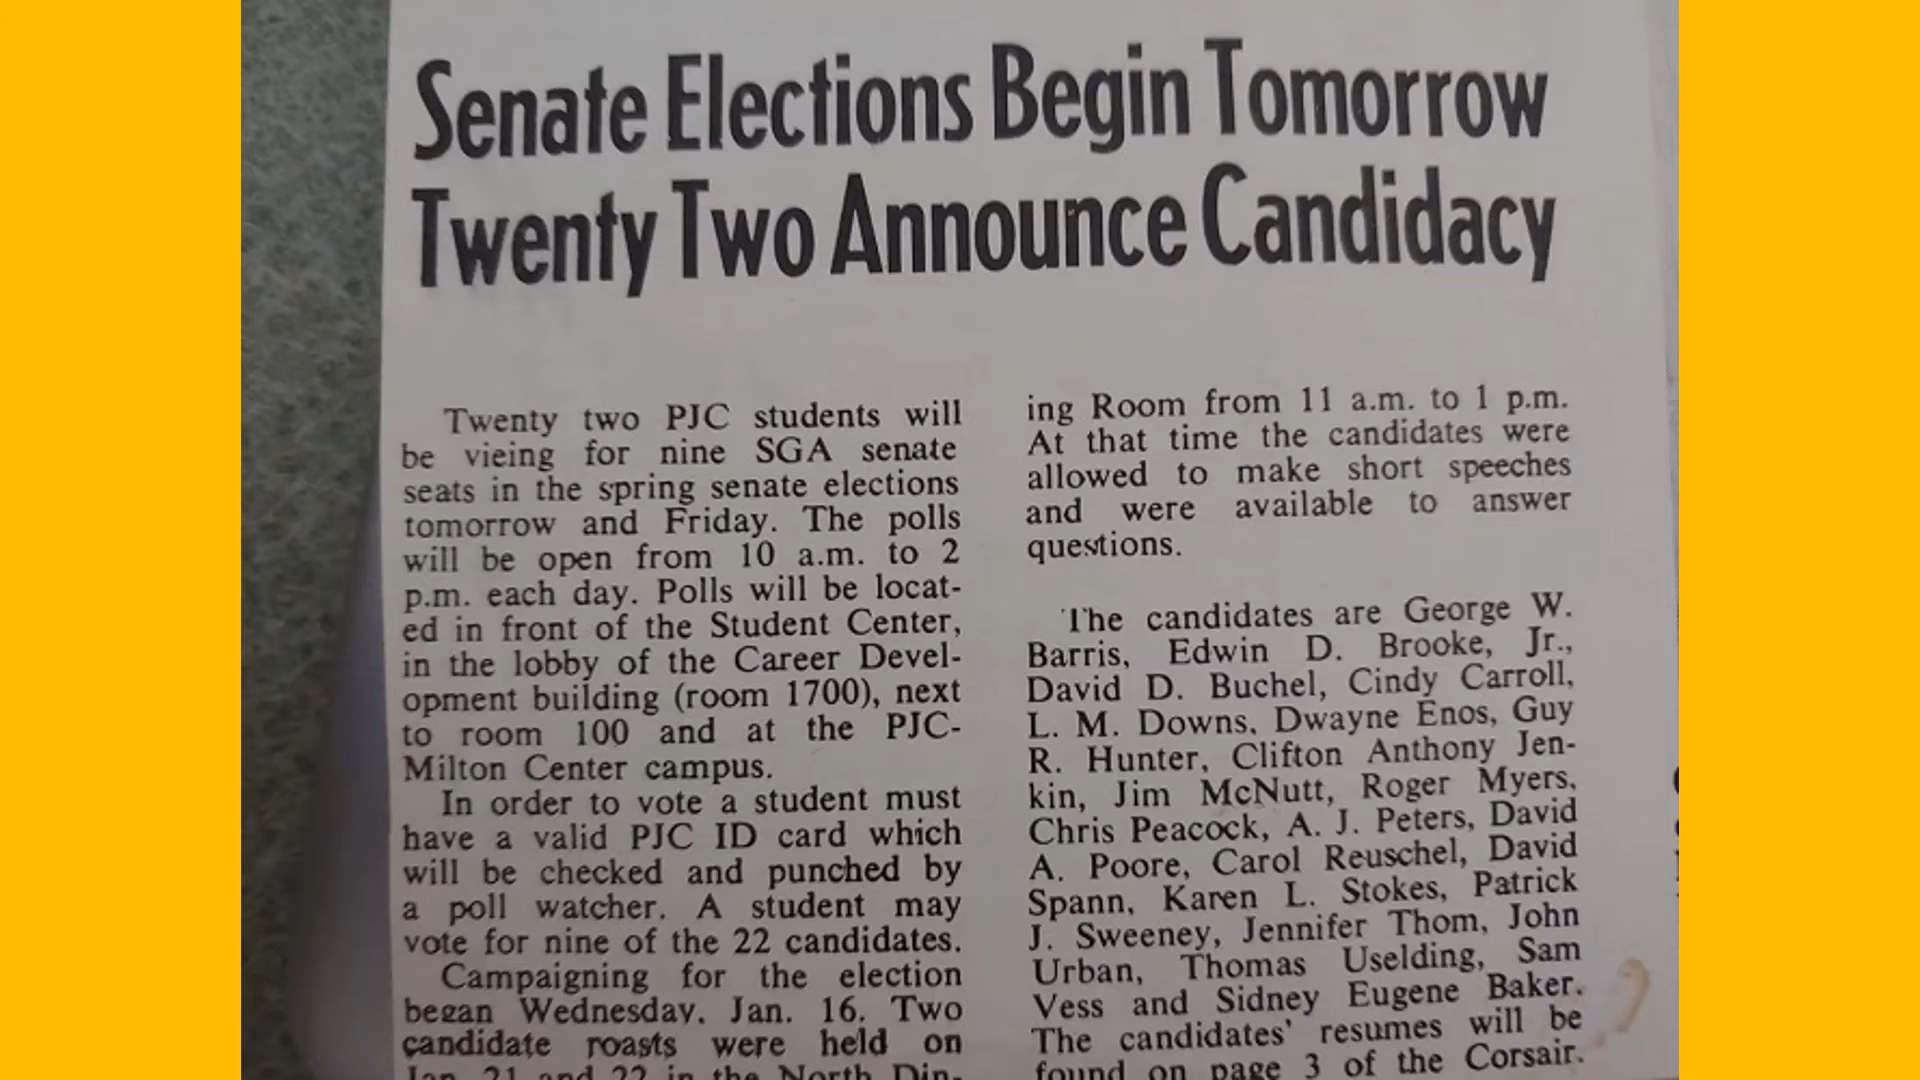 Senate Elections Begin Tomorrow
Twenty Two Announce Candidacy
Twenty two PJC students will
be vieing for nine SGA senate
seats in the spring senate elections
tomorrow and Friday. The polls
will be open from 10 a.m. to 2
p.m. each day. Polls will be locat-
ed in front of the Student Center,
in the lobby of the Career Devel-
opment building (room 1700), next
to room 100 and at the PJC-
Milton Center campus.
In order to vote a student must
have a valid PJC ID card which
will be checked and punched by
a poll watcher. A student may
vote for nine of the 22 candidates.
Campaigning for the election
began Wednesday, Jan. 16. Two
candidate roasts were held on
Jan. 21 and 22 in the North Din-
ing Room from 11 a.m. to 1 p.m.
At that time the candidates were
allowed to make short speeches
and were available to answer
questions.
The candidates are George W.
Barris, Edwin D. Brooke, Jr.,
David D. Buchel, Cindy Carroll,
L. M. Downs, Dwayne Enos, Guy
R. Hunter, Clifton Anthony Jen-
kin, Jim McNutt, Roger Myers,
Chris Peacock, A. J. Peters, David
A. Poore, Carol Reuschel, David
Spann, Karen L. Stokes, Patrick
J. Sweeney, Jennifer Thom, John
Urban, Thomas Uselding, Sam
Vess and Sidney Eugene Baker.
The candidates' resumes will be
found on page 3 of the Corsair.